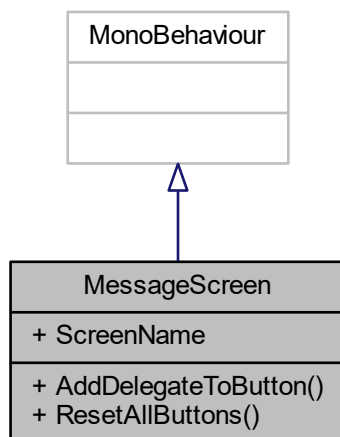 MonoBehaviour
MessageScreen
+ ScreenName
+ AddDelegateToButton()
+ ResetAllButtons()